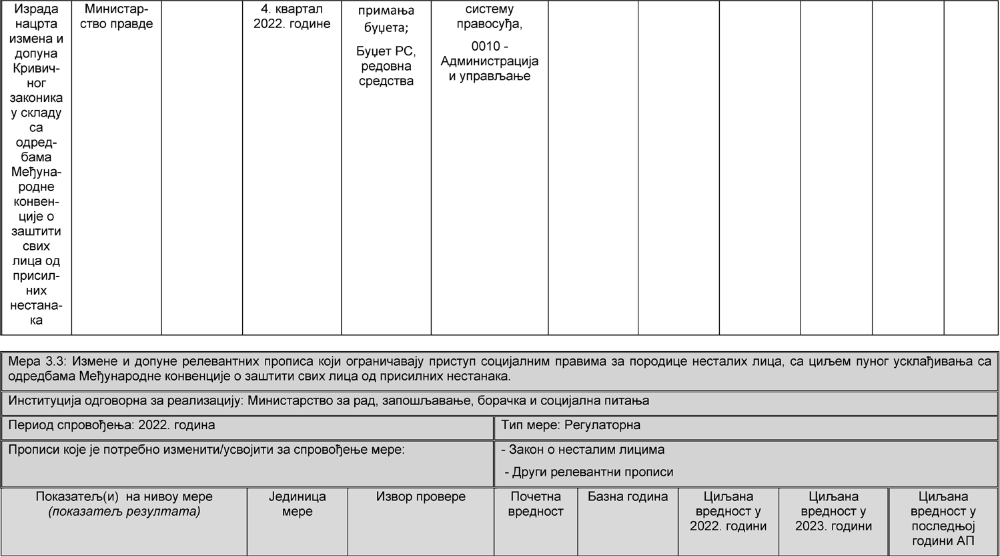 Израда
нацрта
измена и
допуна
Кривич-
ног
законика
у складу
са
одред-
бама
Међуна-
родне
конвен-
ције о
заштити
свих
лица од
присил-
них
нестана-
ка
Министар-
ство правде
4. квартал
2022. године
примања
буџета;
Буџет РС,
редовна
средства
систему
правосуђа,
0010 -
Администрација
и управљање
Мера 3.3: Измене и допуне релевантних прописа који ограничавају приступ социјалним правима за породице несталих лица, са циљем пуног усклађивања са
одредбама Међународне конвенције о заштити свих лица од присилних нестанака.
Институција одговорна за реализацију: Министарство за рад, запошљавање, борачка и социјална питања
Период спровођења: 2022. година
Тип мере: Регулаторна
Прописи које је потребно изменити/усвојити за спровођење мере:
- Закон о несталим лицима
- Други релевантни прописи
Показатељ(и) на нивоу мере
(показатељ резултата)
Јединица
мере
Извор провере
Почетна
вредност
Базна година
Циљана
вредност у
2022. години
Циљана
вредност у
2023. години
Циљана
вредност у
последњој
години АП